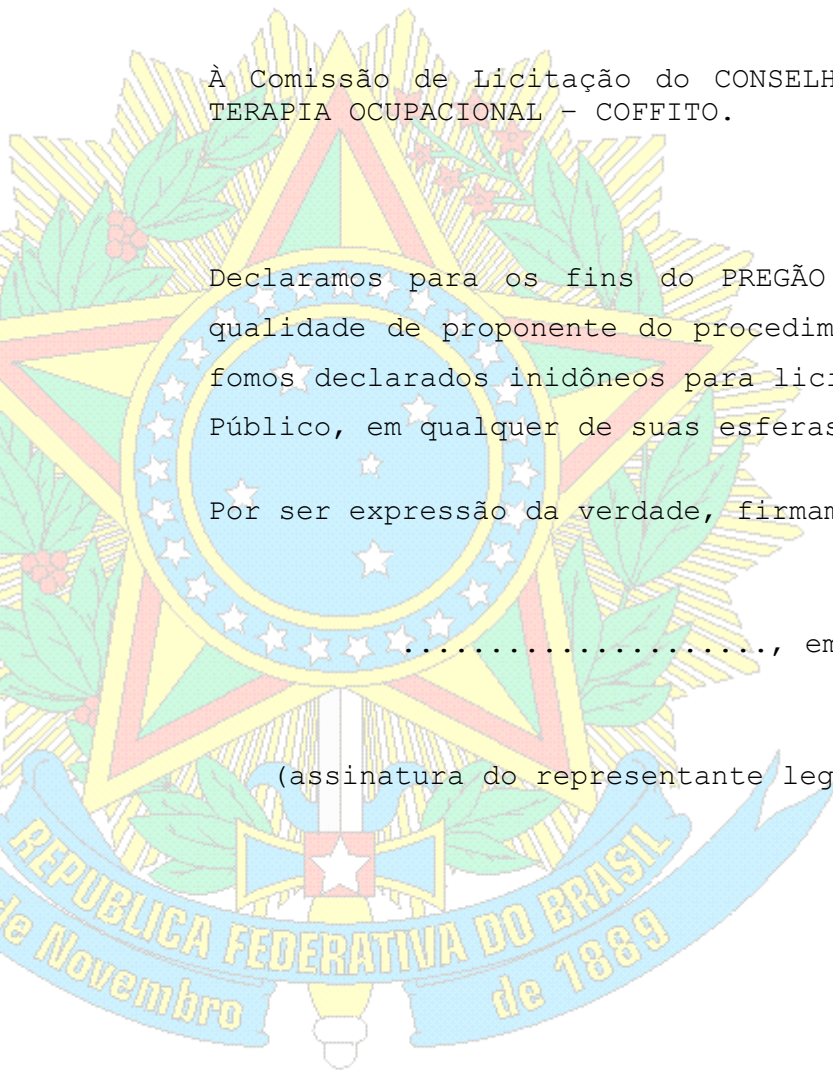 À Comissão de Licitação do CONSELH
TERAPIA OCUPACIONAL – COFFITO.
Declaramos para os fins do PREGÃO
qualidade de proponente do procedim
fomos declarados inidôneos para lici
Público, em qualquer de suas esferas
Por ser expressão da verdade, firmam
......................, em
(assinatura do representante leg
REPUBLICA FEDERATIVA DO BRASIL
de Novembro de 1889